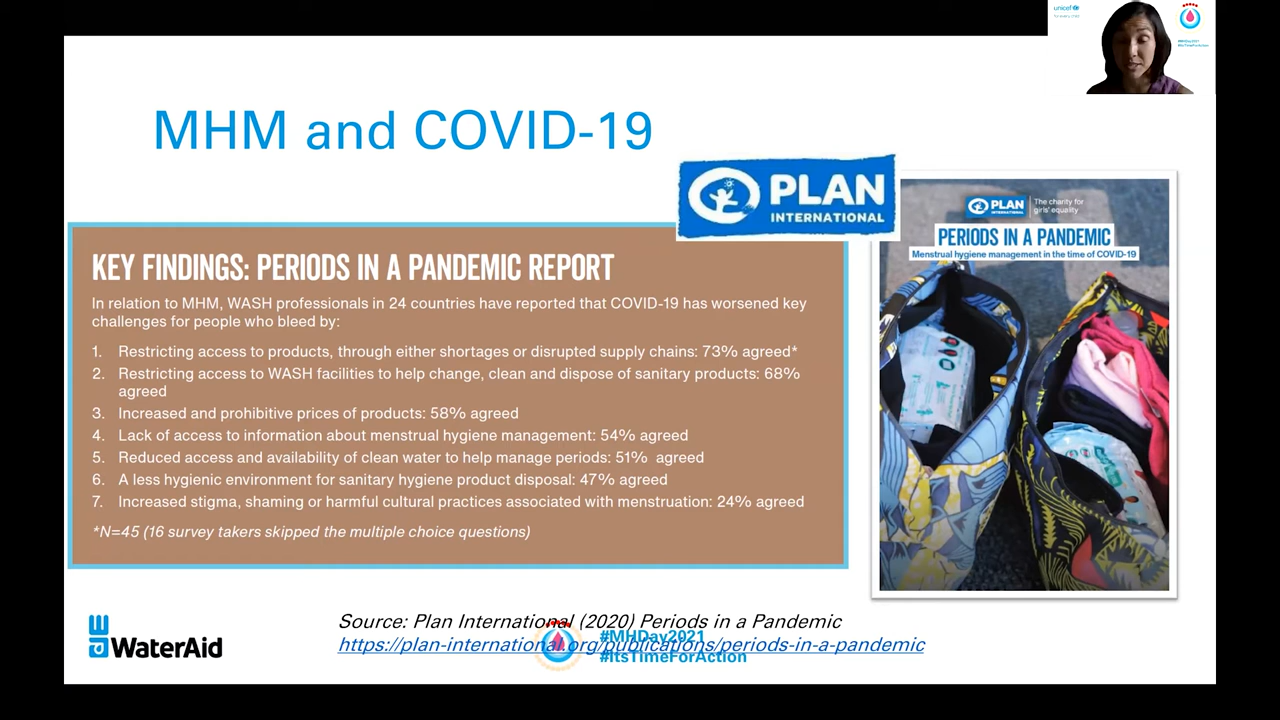 unicef
for every child
#MHDay2021
#ItsTimeForAction
MHM and COVID-19
PLAN
INTERNATIONAL
PLAN
INTERNATIONAL
The charity for
girls' equality
PERIODS IN A PANDEMIC
Menstrual hygiene management in the time of COVID-19
KEY FINDINGS: PERIODS IN A PANDEMIC REPORT
In relation to MHM, WASH professionals in 24 countries have reported that COVID-19 has worsened key
challenges for people who bleed by:
1. Restricting access to products, through either shortages or disrupted supply chains: 73% agreed*
2. Restricting access to WASH facilities to help change, clean and dispose of sanitary products: 68%
agreed
3. Increased and prohibitive prices of products: 58% agreed
4. Lack of access to information about menstrual hygiene management: 54% agreed
5. Reduced access and availability of clean water to help manage periods: 51% agreed
6. A less hygienic environment for sanitary hygiene product disposal: 47% agreed
7. Increased stigma, shaming or harmful cultural practices associated with menstruation: 24% agreed
*N=45 (16 survey takers skipped the multiple choice questions)
WaterAid
Source: Plan International (2020) Periods in a Pandemic
https://plan-international.org/publications/periods-in-a-pandemic
#MHDay2021
#ItsTimeForAction